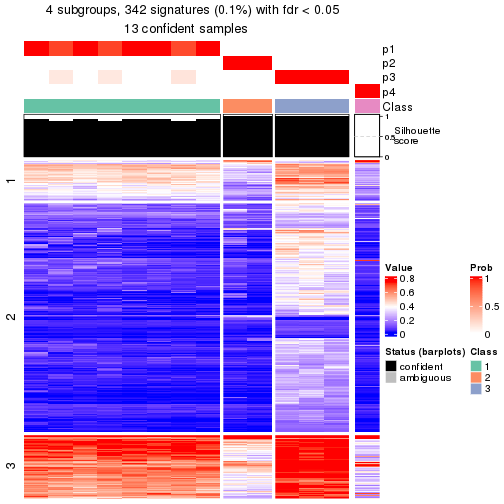 4 subgroups, 342 signatures (0.1%) with fdr < 0.05
13 confident samples
p1
p2
p3
p4
Class
1
0.5
0
Silhouette
score
1
2
3
Value
0.8
0.6
0.4
0.2
0
Prob
1
0.5
0
Status (barplots)
confident
ambiguous
Class
1
2
3